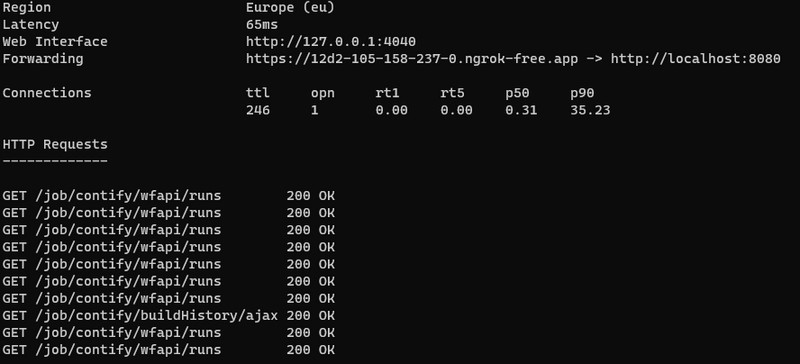 Region Europe (eu)
Latency 65ms
Web Interface http://127.0.0.1:4040
Forwarding https://12d2-105-158-237-0.ngrok-free.app -> http://localhost:8080
Connections ttl opn rt1 rt5 p50 p90
246 1 0.00 0.00 0.31 35.23
HTTP Requests
-------------
GET /job/contify/wfapi/runs 200 OK
GET /job/contify/wfapi/runs 200 OK
GET /job/contify/wfapi/runs 200 OK
GET /job/contify/wfapi/runs 200 OK
GET /job/contify/wfapi/runs 200 OK
GET /job/contify/wfapi/runs 200 OK
GET /job/contify/wfapi/runs 200 OK
GET /job/contify/buildHistory/ajax 200 OK
GET /job/contify/wfapi/runs 200 OK
GET /job/contify/wfapi/runs 200 OK